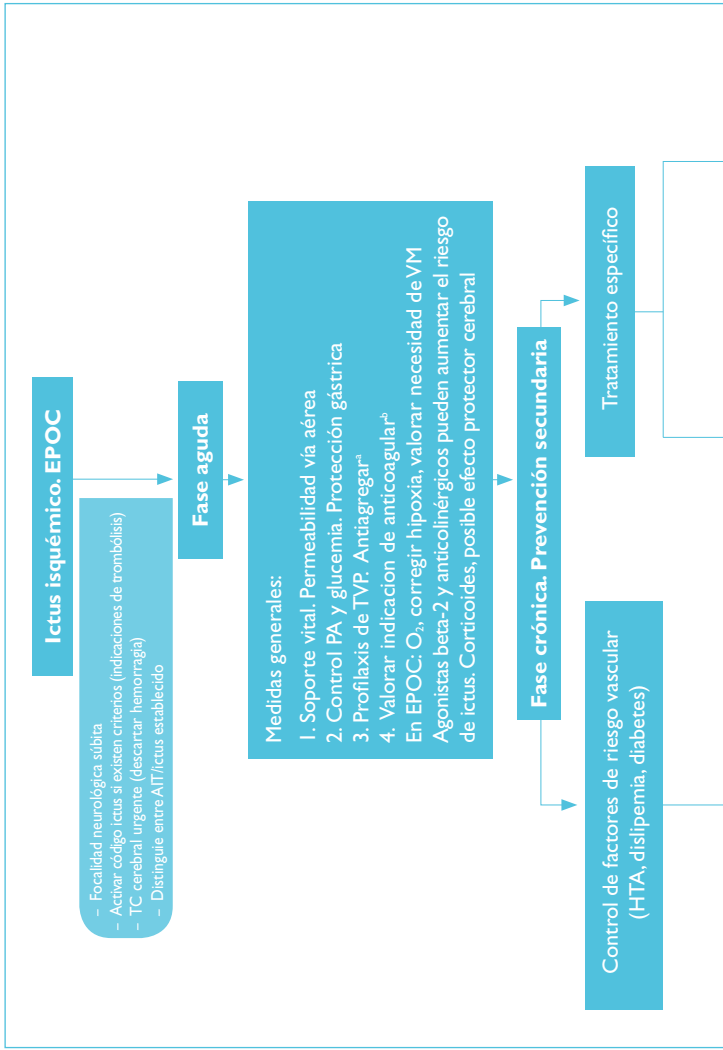 Ictus isquémico. EPOC
– Focalidad neurológica súbita
– Activar código ictus si existen criterios (indicaciones de trombólisis)
– TC cerebral urgente (descartar hemorragia)
– Distinguie entre AIT/ictus establecido
Fase aguda
Medidas generales:
1. Soporte vital. Permeabilidad vía aérea
2. Control PA y glucemia. Protección gástrica
3. Profilaxis de TVP. Antiagregarᵃ
4. Valorar indicacion de anticoagularᵇ
En EPOC: O₂, corregir hipoxia, valorar necesidad de VM
Agonistas beta-2 y anticolinérgicos pueden aumentar el riesgo
de ictus. Corticoides, posible efecto protector cerebral
Fase crónica. Prevención secundaria
Control de factores de riesgo vascular
(HTA, dislipemia, diabetes)
Tratamiento específico